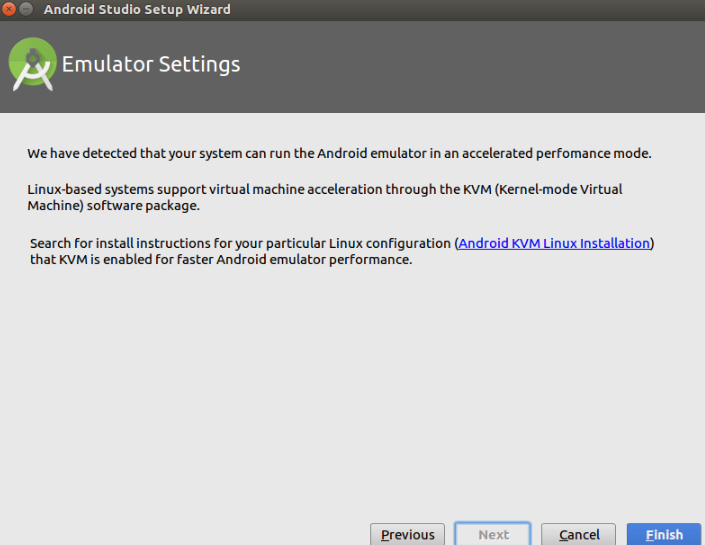 Android Studio Setup Wizard
Emulator Settings
We have detected that your system can run the Android emulator in an accelerated perfomance mode.
Linux-based systems support virtual machine acceleration through the KVM (Kernel-mode Virtual
Machine) software package.
Search for install instructions for your particular Linux configuration (Android KVM Linux Installation)
that KVM is enabled for faster Android emulator performance.
Previous Next Cancel Finish